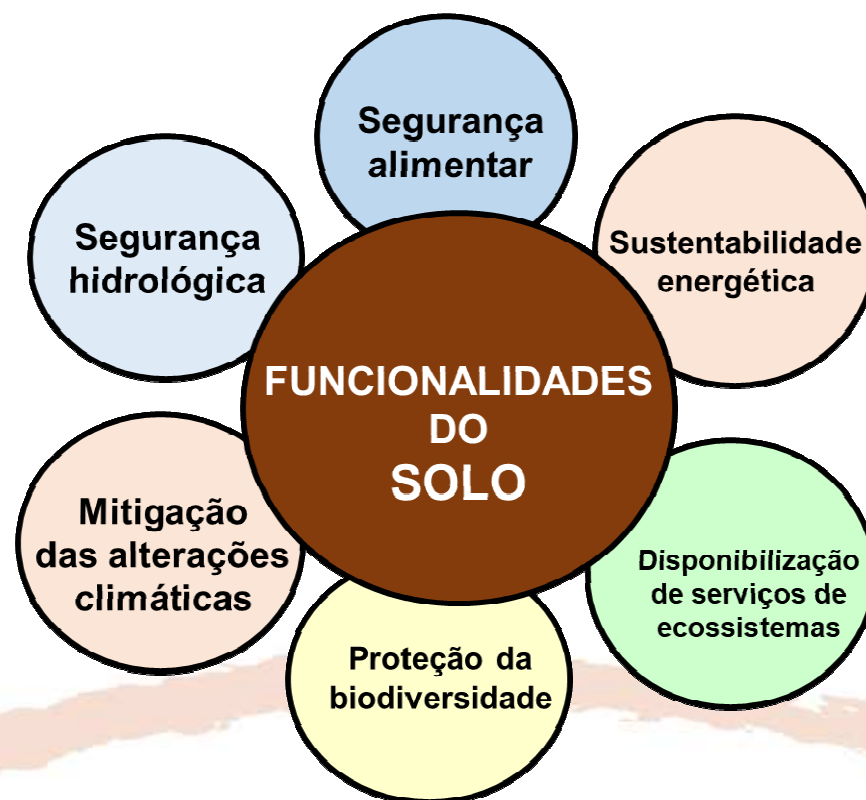 Segurança
alimentar
Sustentabilidade
energética
Disponibilização
de serviços de
ecossistemas
Proteção da
biodiversidade
Mitigação
das alterações
climáticas
Segurança
hidrológica
FUNCIONALIDADES
DO
SOLO